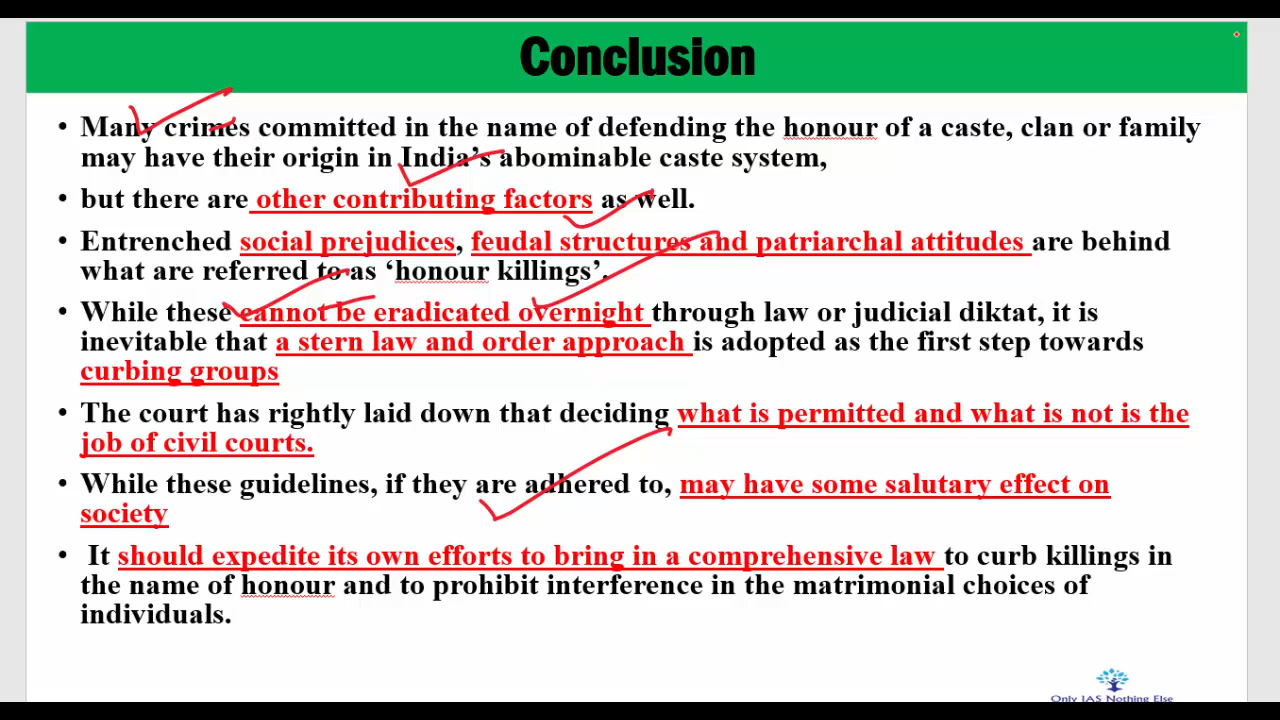 Conclusion
• Many crimes committed in the name of defending the honour of a caste, clan or family
may have their origin in India's abominable caste system,
• but there are other contributing factors as well.
• Entrenched social prejudices, feudal structures and patriarchal attitudes are behind
what are referred to as 'honour killings'.
• While these cannot be eradicated overnight through law or judicial diktat, it is
inevitable that a stern law and order approach is adopted as the first step towards
curbing groups
• The court has rightly laid down that deciding what is permitted and what is not is the
job of civil courts.
• While these guidelines, if they are adhered to, may have some salutary effect on
society
• It should expedite its own efforts to bring in a comprehensive law to curb killings in
the name of honour and to prohibit interference in the matrimonial choices of
individuals.
Only IAS Nothing Else